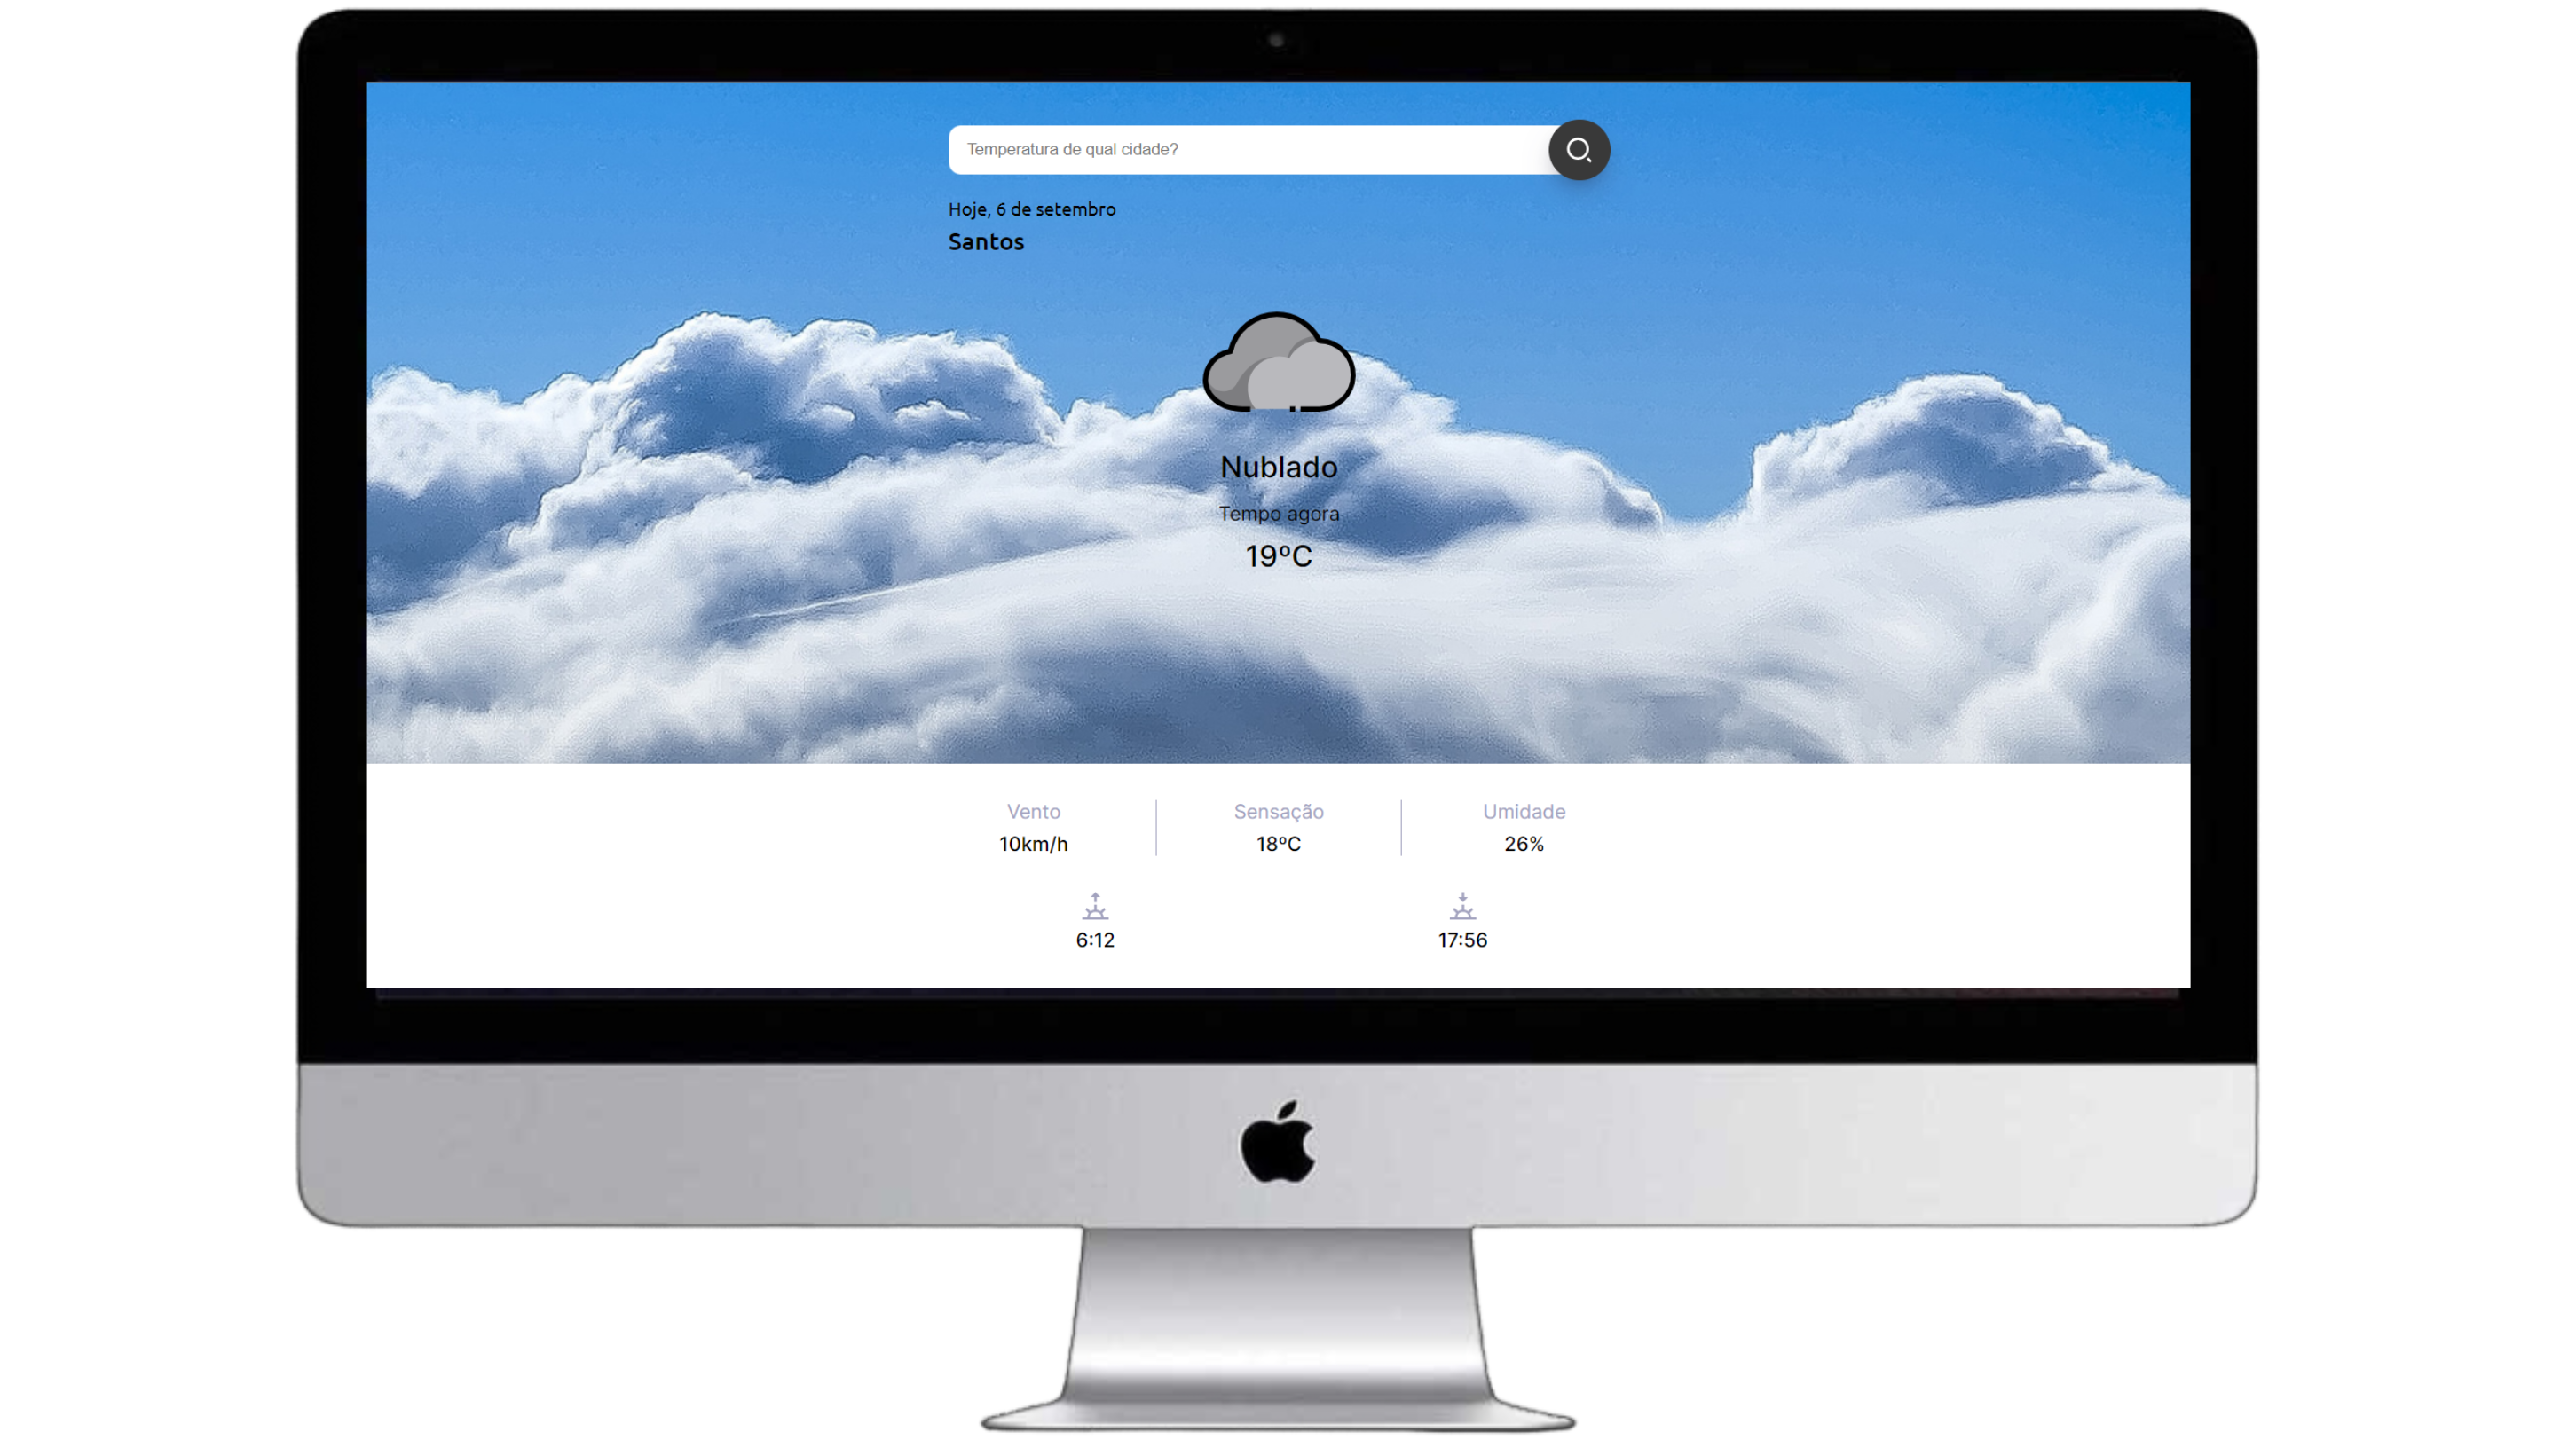 Temperatura de qual cidade?
Hoje, 6 de setembro
Santos
Nublado
Tempo agora
19ºC
Vento
10km/h
Sensação
18ºC
Umidade
26%
6:12
17:56